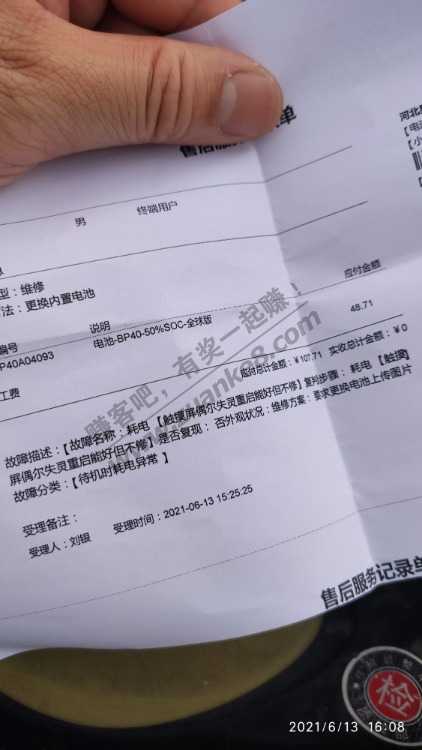 售后服务记录单
河北
【电
【小
男 终端用户
型：维修
方法：更换内置电池
编号 说明 应付金额
P40A04093 电池-BP40-50%SOC-全球版 48.71
工费
应付总计金额：￥107.71 实收总计金额：￥0
故障描述：【故障名称：耗电 【触摸屏偶尔失灵重启能好但不修】复判步骤：耗电 【触摸
屏偶尔失灵重启能好但不修】是否复现：否外观状况：维修方案：要求更换电池上传图片
故障分类：【待机时耗电异常 】
受理备注：
受理人：刘银 受理时间：2021-06-13 15:25:25
售后服务记录单
检
赚客吧，有奖一起赚！
www.zuanke8.com
2021/6/13 16:08